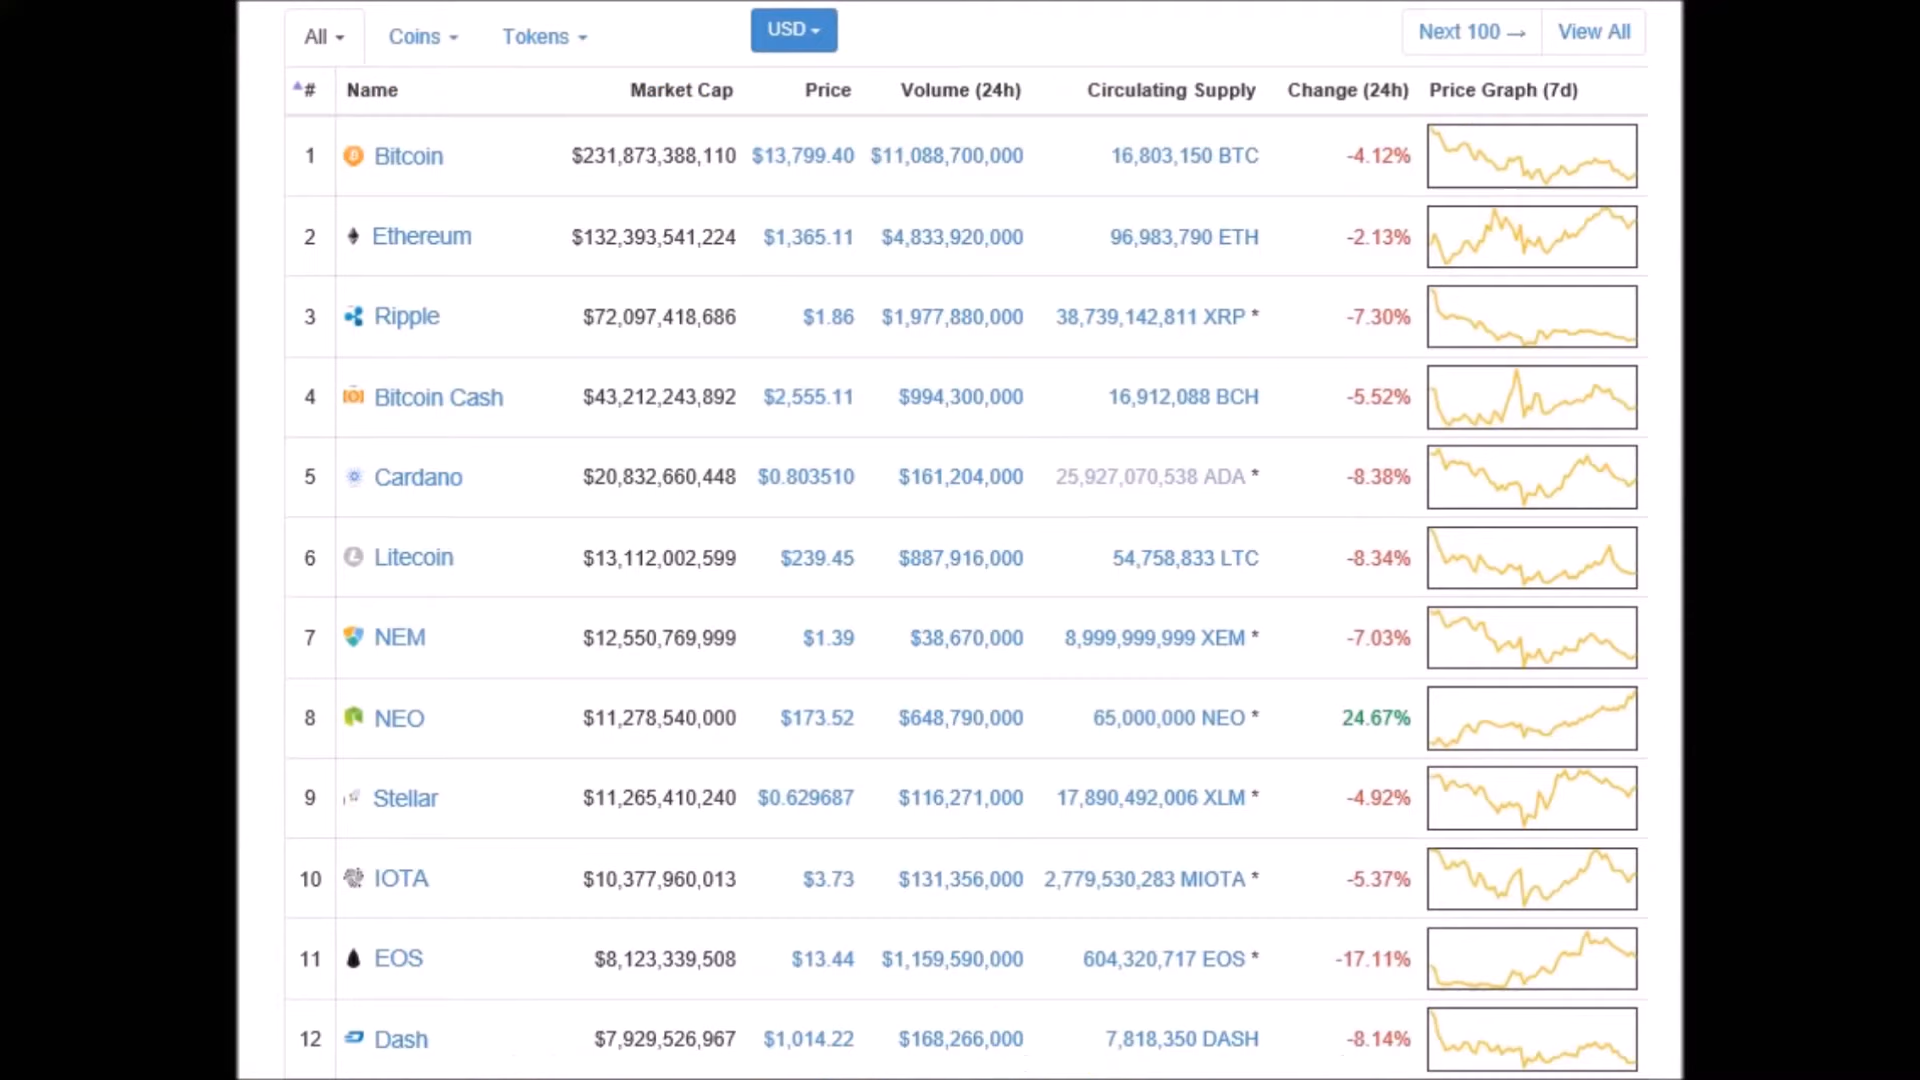 All Coins Tokens USD Next 100 → View All
# Name Market Cap Price Volume (24h) Circulating Supply Change (24h) Price Graph (7d)
1 Bitcoin $231,873,388,110 $13,799.40 $11,088,700,000 16,803,150 BTC -4.12%
2 Ethereum $132,393,541,224 $1,365.11 $4,833,920,000 96,983,790 ETH -2.13%
3 Ripple $72,097,418,686 $1.86 $1,977,880,000 38,739,142,811 XRP * -7.30%
4 Bitcoin Cash $43,212,243,892 $2,555.11 $994,300,000 16,912,088 BCH -5.52%
5 Cardano $20,832,660,448 $0.803510 $161,204,000 25,927,070,538 ADA * -8.38%
6 Litecoin $13,112,002,599 $239.45 $887,916,000 54,758,833 LTC -8.34%
7 NEM $12,550,769,999 $1.39 $38,670,000 8,999,999,999 XEM * -7.03%
8 NEO $11,278,540,000 $173.52 $648,790,000 65,000,000 NEO * 24.67%
9 Stellar $11,265,410,240 $0.629687 $116,271,000 17,890,492,006 XLM * -4.92%
10 IOTA $10,377,960,013 $3.73 $131,356,000 2,779,530,283 MIOTA * -5.37%
11 EOS $8,123,339,508 $13.44 $1,159,590,000 604,320,717 EOS * -17.11%
12 Dash $7,929,526,967 $1,014.22 $168,266,000 7,818,350 DASH -8.14%